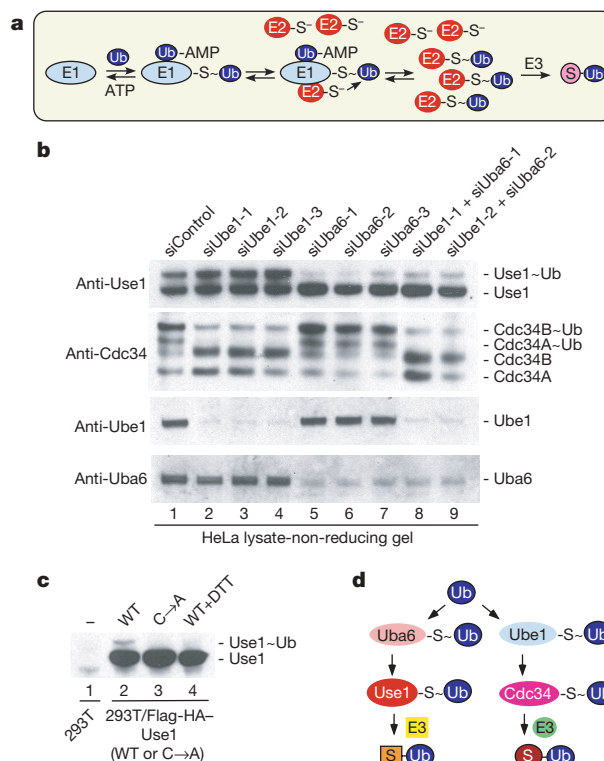 a
E2-S⁻ E2-S⁻
E2-S⁻ E2-S⁻
Ub
Ub-AMP
Ub-AMP
E2-S~Ub
E1
E1-S~Ub
E1-S~Ub
E2-S~Ub
E3
S-Ub
ATP
E2-S⁻
E2-S~Ub
E2-S~Ub
b
siControl
siUbe1-1
siUbe1-2
siUbe1-3
siUba6-1
siUba6-2
siUba6-3
siUbe1-1 + siUba6-1
siUbe1-2 + siUba6-2
Anti-Use1
- Use1~Ub
- Use1
Anti-Cdc34
- Cdc34B~Ub
- Cdc34A~Ub
- Cdc34B
- Cdc34A
Anti-Ube1
- Ube1
Anti-Uba6
- Uba6
1 2 3 4 5 6 7 8 9
HeLa lysate-non-reducing gel
c
–
WT
C→A
WT+DTT
- Use1~Ub
- Use1
1 2 3 4
293T
293T/Flag-HA–
Use1
(WT or C→A)
d
Ub
Uba6-S~Ub
Ube1-S~Ub
Use1-S~Ub
Cdc34-S~Ub
E3
E3
S-Ub
S-Ub